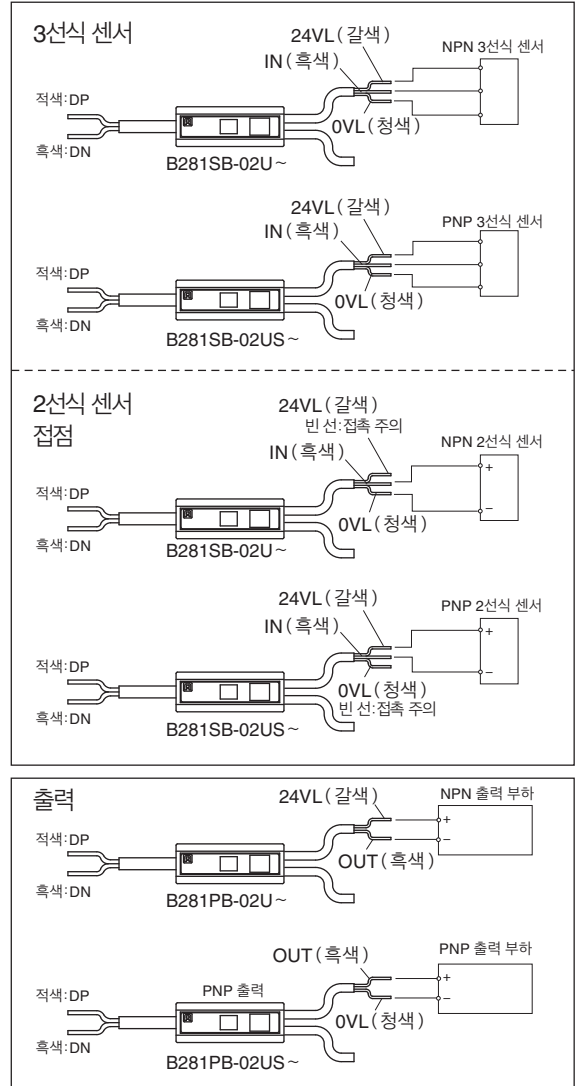 3선식 센서
24VL(갈색)
NPN 3선식 센서
IN(흑색)
적색:DP
0VL(청색)
흑색:DN
B281SB-02U~
24VL(갈색)
PNP 3선식 센서
IN(흑색)
적색:DP
0VL(청색)
흑색:DN
B281SB-02US~
2선식 센서
접점
24VL(갈색)
빈 선:접촉 주의
NPN 2선식 센서
IN(흑색)
+
적색:DP
−
0VL(청색)
흑색:DN
B281SB-02U~
24VL(갈색)
PNP 2선식 센서
IN(흑색)
+
적색:DP
−
0VL(청색)
빈 선:접촉 주의
흑색:DN
B281SB-02US~
출력
24VL(갈색)
NPN 출력 부하
+
적색:DP
−
OUT(흑색)
흑색:DN
B281PB-02U~
OUT(흑색)
PNP 출력 부하
+
적색:DP
PNP 출력
−
0VL(청색)
흑색:DN
B281PB-02US~